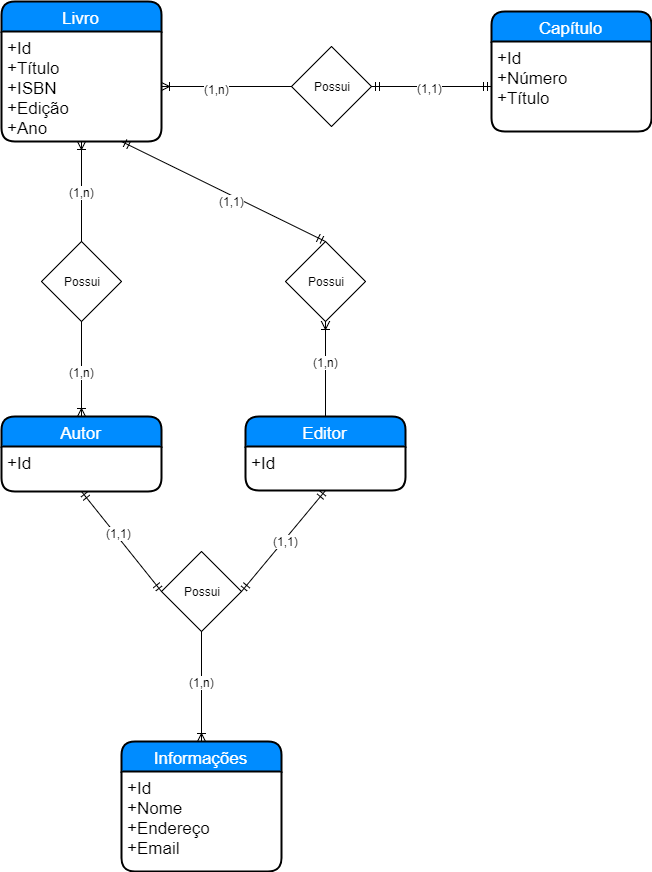 Livro
+Id
+Título
+ISBN
+Edição
+Ano
(1,n)
Possui
(1,1)
Capítulo
+Id
+Número
+Título
(1,n)
Possui
(1,n)
(1,1)
Possui
(1,n)
Autor
+Id
Editor
+Id
(1,1)
(1,1)
Possui
(1,n)
Informações
+Id
+Nome
+Endereço
+Email